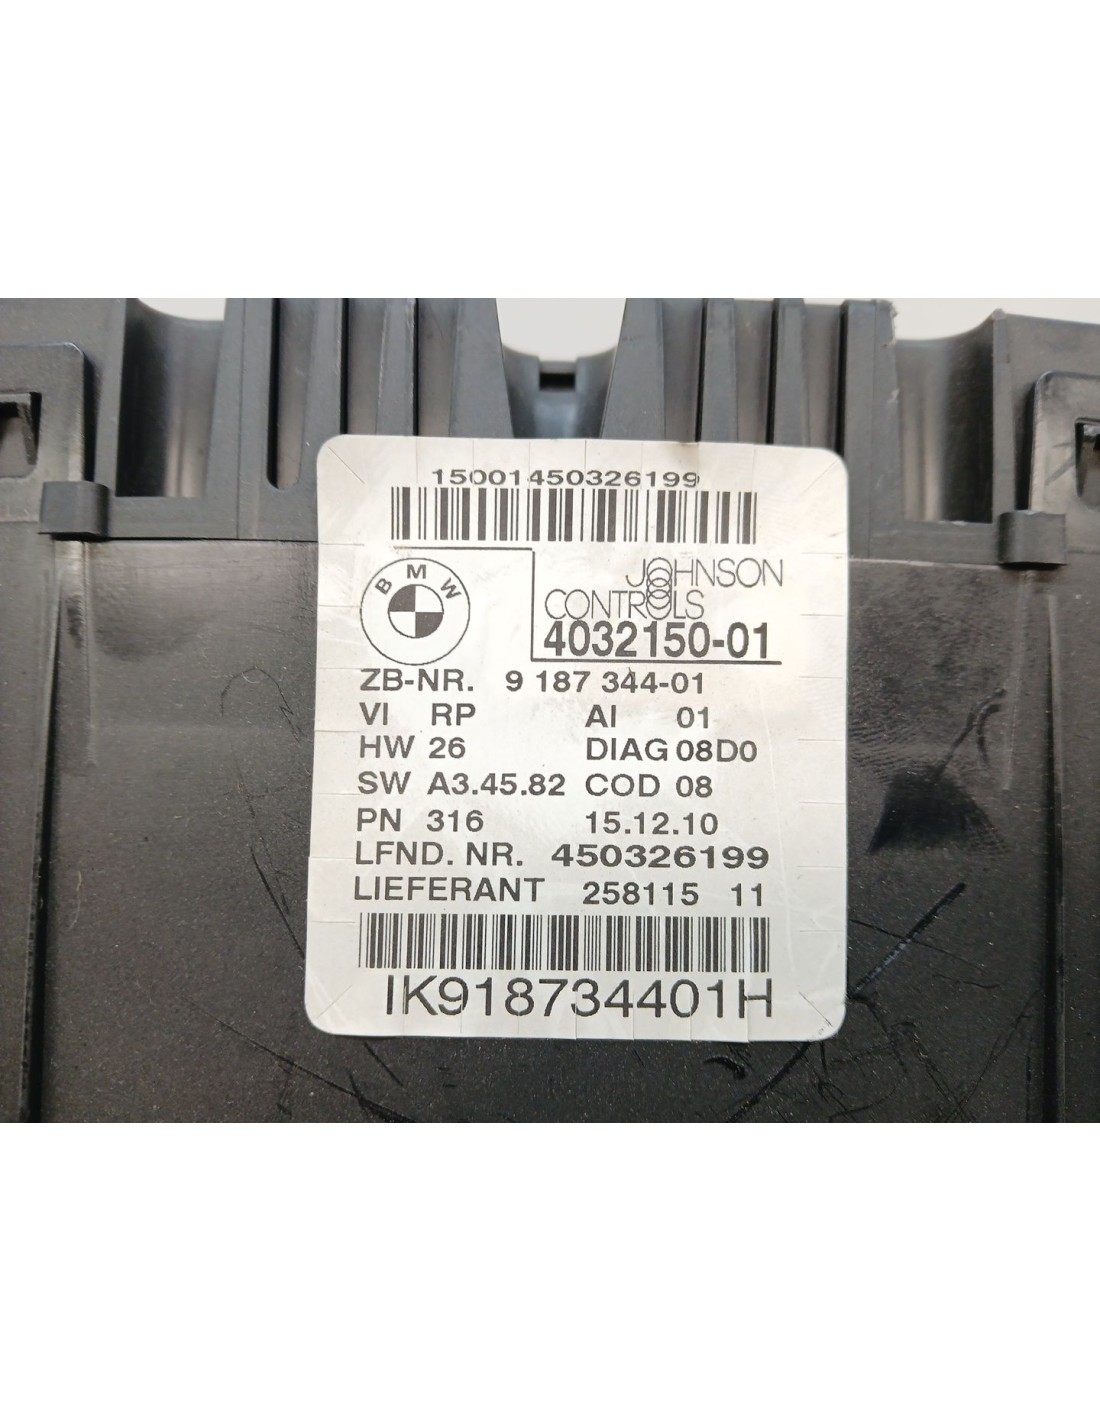 15001450326199
BMW
JOHNSON
CONTROLS
4032150-01
ZB-NR. 9 187 344-01
VI RP AI 01
HW 26 DIAG 08D0
SW A3.45.82 COD 08
PN 316 15.12.10
LFND. NR. 450326199
LIEFERANT 258115 11
IK918734401H